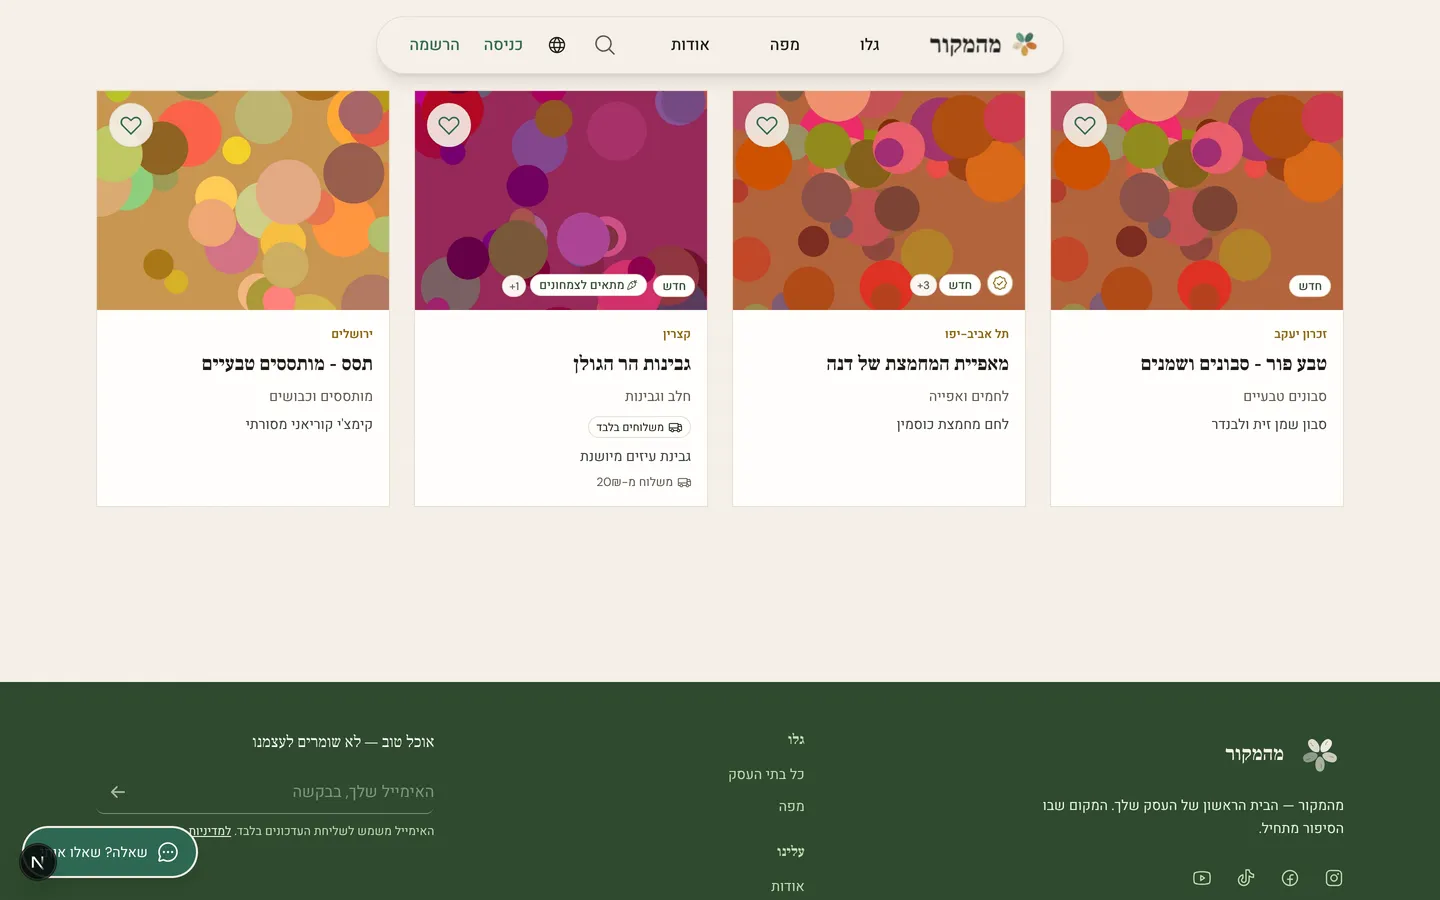 מהמקור
גלו
מפה
אודות
כניסה
הרשמה
חדש
זכרון יעקב
טבע פור - סבונים ושמנים
סבונים טבעיים
סבון שמן זית ולבנדר
חדש
+3
תל אביב-יפו
מאפיית המחמצת של דנה
לחמים ואפייה
לחם מחמצת כוסמין
חדש
מתאים לצמחונים
+1
קצרין
גבינות הר הגולן
חלב וגבינות
משלוחים בלבד
גבינת עיזים מיושנת
משלוח מ-₪20
ירושלים
תסס - מותססים טבעיים
מותססים וכבושים
קימצ'י קוריאני מסורתי
מהמקור
מהמקור — הבית הראשון של העסק שלך. המקום שבו
הסיפור מתחיל.
גלו
כל בתי העסק
מפה
עלינו
אודות
אוכל טוב — לא שומרים לעצמנו
האימייל שלך, בבקשה
האימייל משמש לשליחת העדכונים בלבד. למדיניות
שאלה? שאלו
N